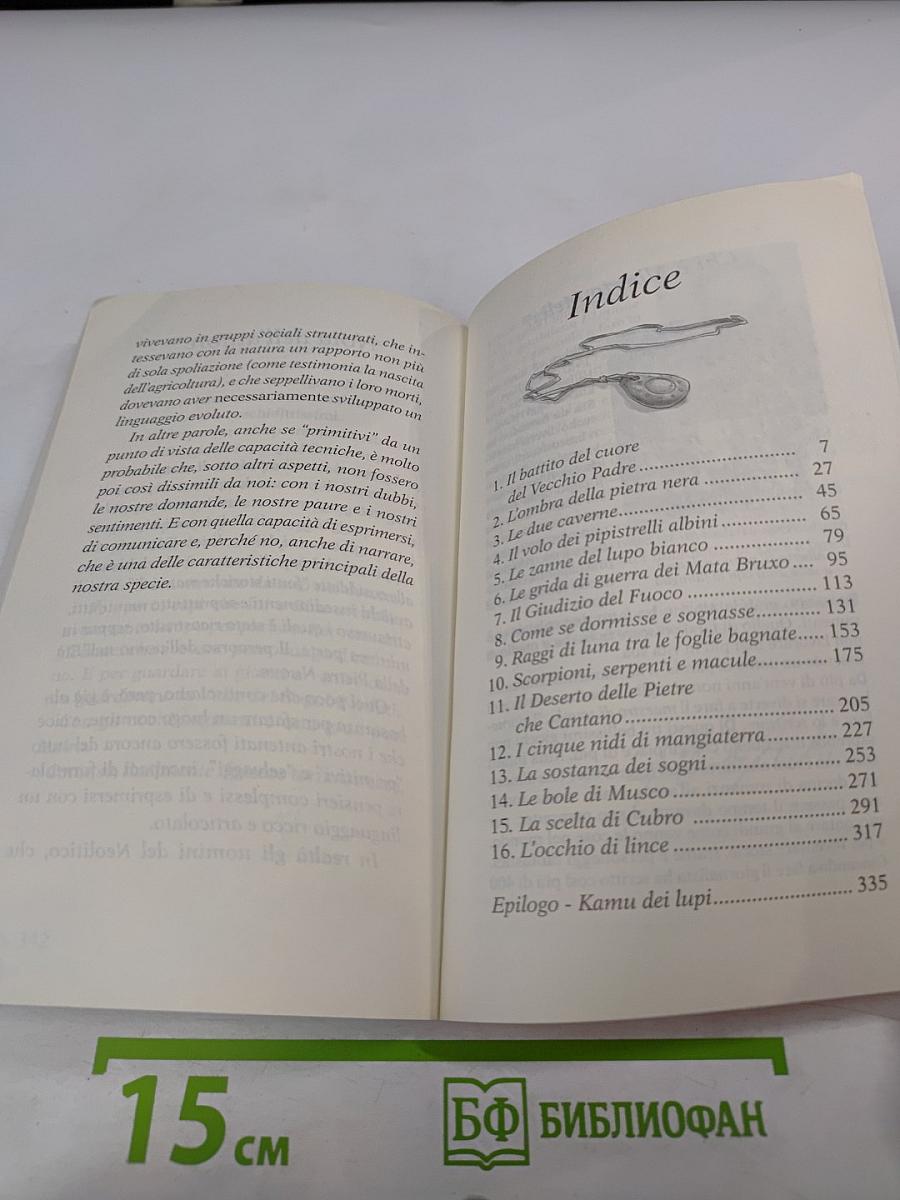 vivevano in gruppi sociali strutturati, che in-
tessevano con la natura un rapporto non più
di sola spoliazione (come testimonia la nascita
dell'agricoltura), e che seppellivano i loro morti,
dovevano aver necessariamente sviluppato un
linguaggio evoluto.
In altre parole, anche se "primitivi" da un
punto di vista delle capacità tecniche, è molto
probabile che, sotto altri aspetti, non fossero
poi così dissimili da noi: con i nostri dubbi,
le nostre domande, le nostre paure e i nostri
sentimenti. E con quella capacità di esprimersi,
di comunicare e, perché no, anche di narrare,
che è una delle caratteristiche principali della
nostra specie.
Indice
1. Il battito del cuore
del Vecchio Padre .......... 7
2. L'ombra della pietra nera .......... 27
3. Le due caverne .......... 45
4. Il volo dei pipistrelli albini .......... 65
5. Le zanne del lupo bianco .......... 79
6. Le grida di guerra dei Mata Bruxo .... 95
7. Il Giudizio del Fuoco .......... 113
8. Come se dormisse e sognasse .......... 131
9. Raggi di luna tra le foglie bagnate ..... 153
10. Scorpioni, serpenti e macule .......... 175
11. Il Deserto delle Pietre
che Cantano .......... 205
12. I cinque nidi di mangiaterra .......... 227
13. La sostanza dei sogni .......... 253
14. Le bole di Musco .......... 271
15. La scelta di Cubro .......... 291
16. L'occhio di lince .......... 317
Epilogo - Kamu dei lupi .......... 335
15 см
БФ БИБЛИОФАН